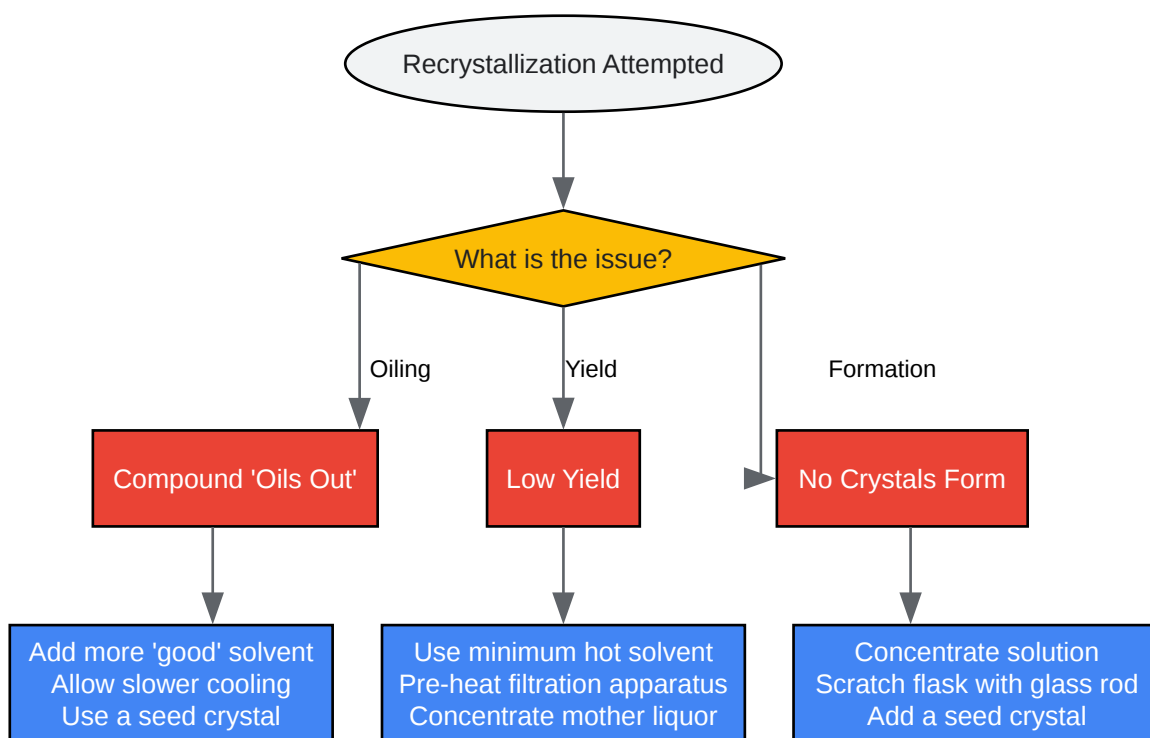 Recrystallization Attempted
What is the issue?
Oiling
Yield
Formation
Compound 'Oils Out'
Low Yield
No Crystals Form
Add more 'good' solvent
Allow slower cooling
Use a seed crystal
Use minimum hot solvent
Pre-heat filtration apparatus
Concentrate mother liquor
Concentrate solution
Scratch flask with glass rod
Add a seed crystal